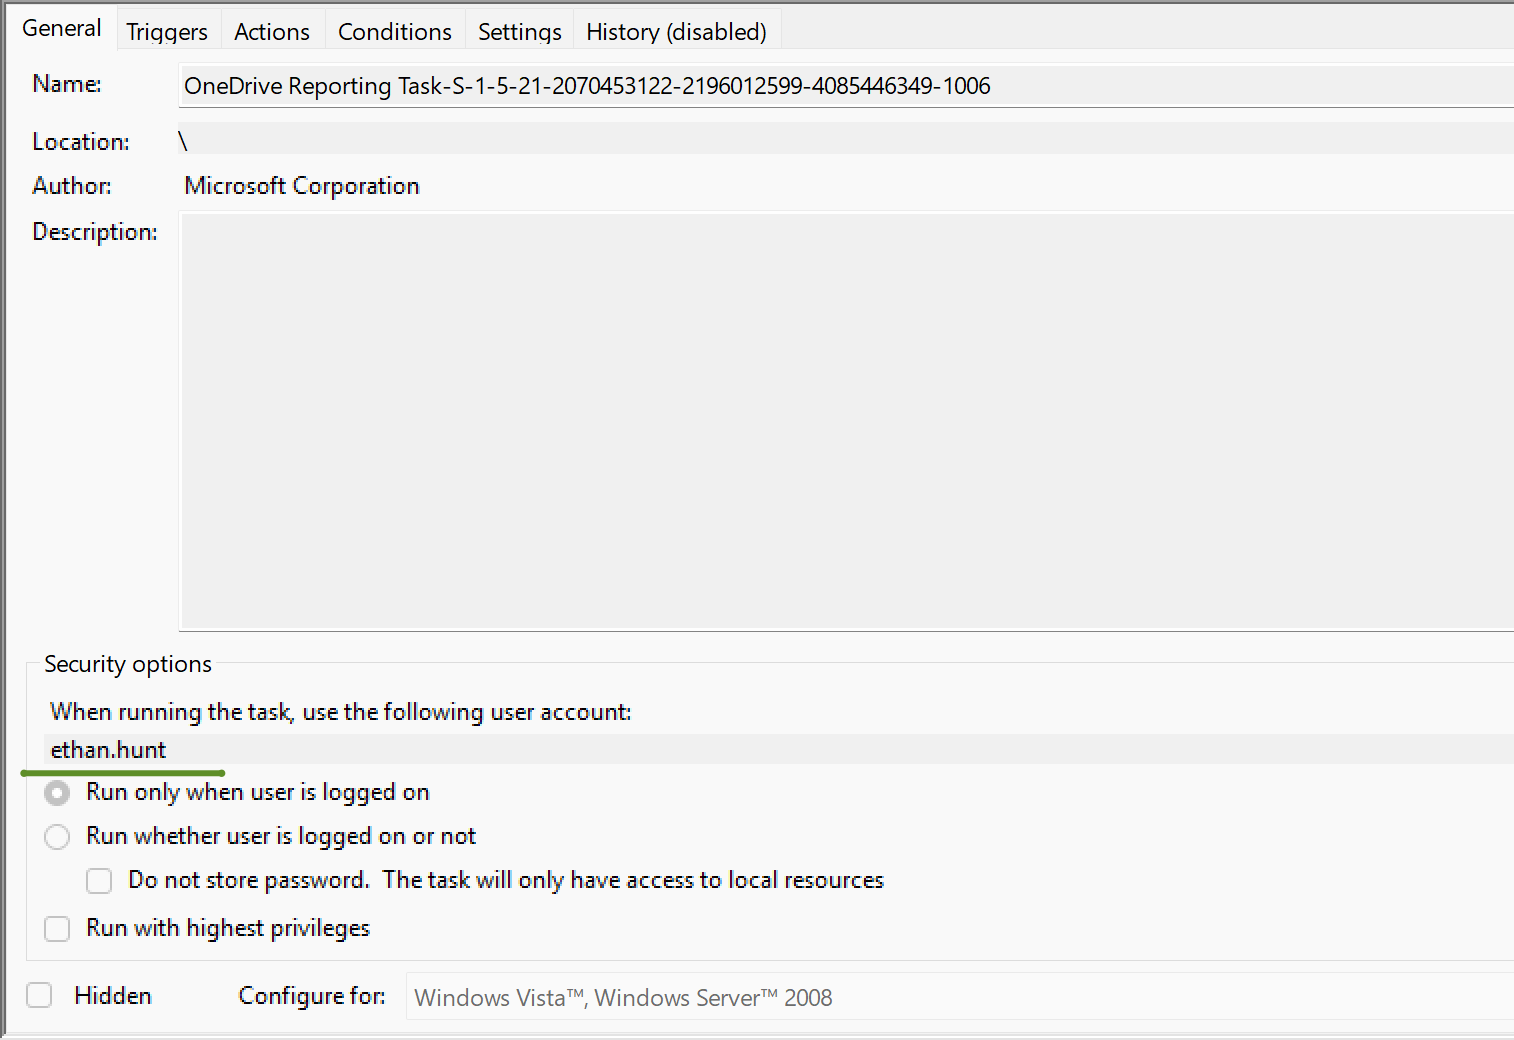 General Triggers Actions Conditions Settings History (disabled)
Name: OneDrive Reporting Task-S-1-5-21-2070453122-2196012599-4085446349-1006
Location: \
Author: Microsoft Corporation
Description:
Security options
When running the task, use the following user account:
ethan.hunt
Run only when user is logged on
Run whether user is logged on or not
Do not store password. The task will only have access to local resources
Run with highest privileges
Hidden Configure for: Windows Vista™, Windows Server™ 2008